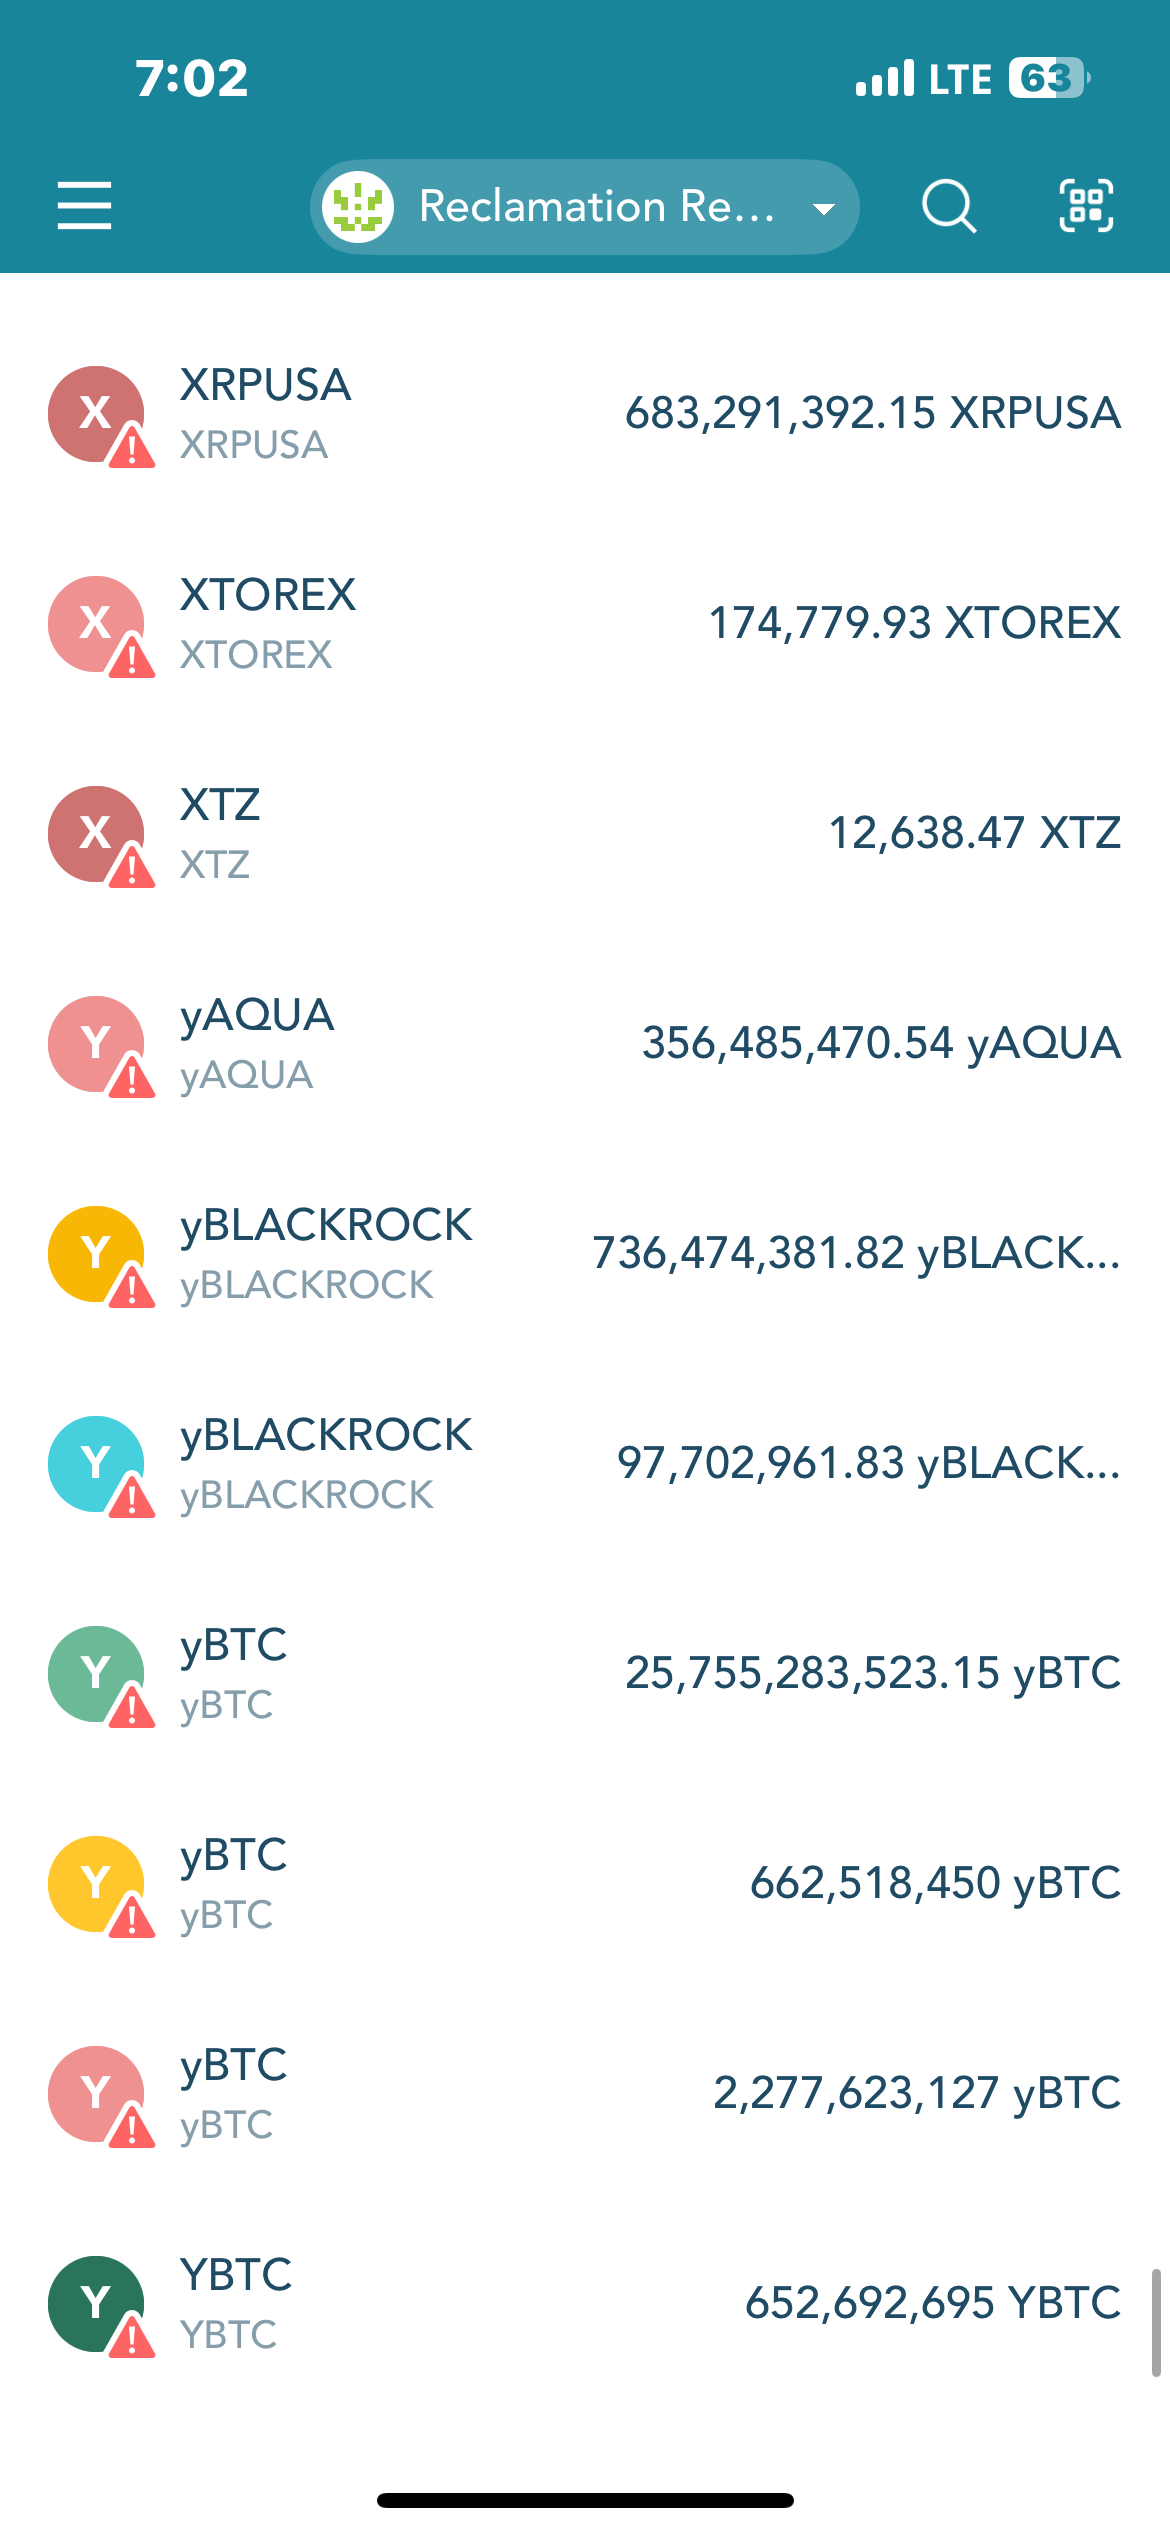 7:02
LTE 63
Reclamation Re...
X
XRPUSA
XRPUSA
683,291,392.15 XRPUSA
X
XTOREX
XTOREX
174,779.93 XTOREX
X
XTZ
XTZ
12,638.47 XTZ
Y
yAQUA
yAQUA
356,485,470.54 yAQUA
Y
yBLACKROCK
yBLACKROCK
736,474,381.82 yBLACK...
Y
yBLACKROCK
yBLACKROCK
97,702,961.83 yBLACK...
Y
yBTC
yBTC
25,755,283,523.15 yBTC
Y
yBTC
yBTC
662,518,450 yBTC
Y
yBTC
yBTC
2,277,623,127 yBTC
Y
YBTC
YBTC
652,692,695 YBTC